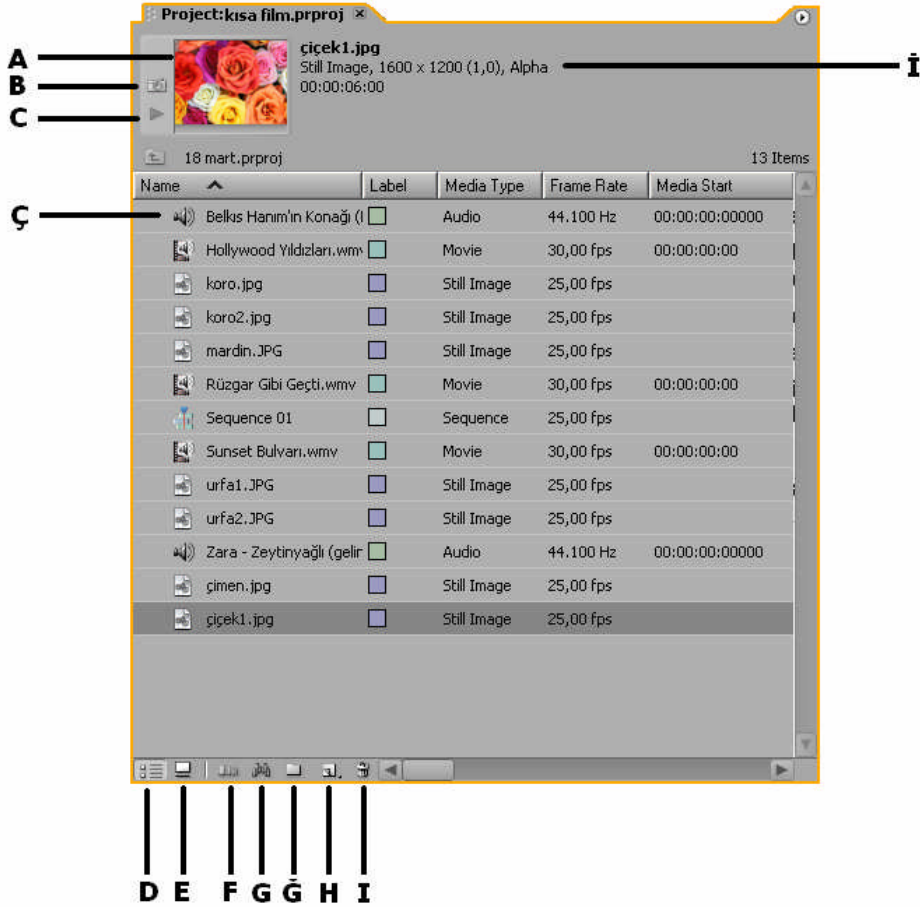 Project:kısa film.prproj
A
B
C
çiçek1.jpg
Still Image, 1600 x 1200 (1,0), Alpha
00:00:06:00
İ
18 mart.prproj 13 Items
Name Label Media Type Frame Rate Media Start
Ç
Belkıs Hanım'ın Konağı ( Audio 44.100 Hz 00:00:00:00000
Hollywood Yıldızları.wmv Movie 30,00 fps 00:00:00:00
koro.jpg Still Image 25,00 fps
koro2.jpg Still Image 25,00 fps
mardin.JPG Still Image 25,00 fps
Rüzgar Gibi Geçti.wmv Movie 30,00 fps 00:00:00:00
Sequence 01 Sequence 25,00 fps
Sunset Bulvarı.wmv Movie 30,00 fps 00:00:00:00
urfa1.JPG Still Image 25,00 fps
urfa2.JPG Still Image 25,00 fps
Zara - Zeytinyağlı (gelin Audio 44.100 Hz 00:00:00:00000
çimen.jpg Still Image 25,00 fps
çiçek1.jpg Still Image 25,00 fps
D E F G Ğ H I